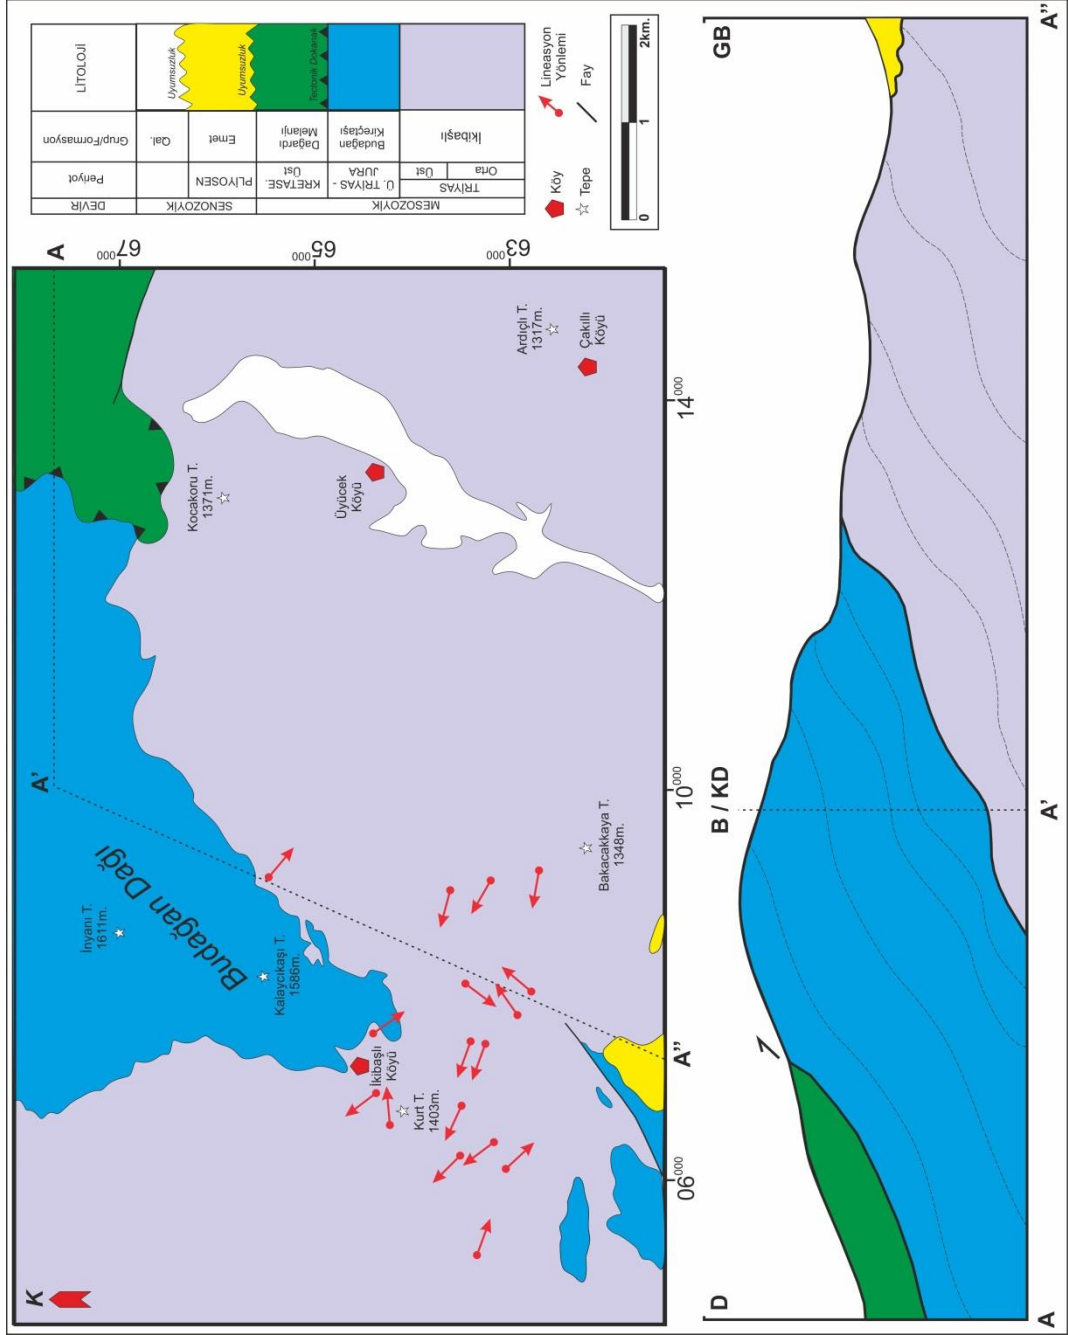 DEVİR
Periyot
Grup/Formasyon
LİTOLOJİ
SENOZOYİK
Qal.
Uyumsuzluk
PLİYOSEN
Emet
Uyumsuzluk
MESOZOYİK
KRETASE.
Üst
Dağardı
Melanjı
Tectonik Dokanak
Ü. TRİYAS -
JURA
Budağan
Kireçtaşı
TRİYAS
Üst
Orta
İkibaşlı
Köy
Lineasyon
Yönlemi
Tepe
Fay
0
1
2km.
K
A
A'
A''
67000
65000
63000
06000
10000
14000
İnyanı T.
1611m.
Budağan Dağı
Kalaycıkaşı T.
1586m.
İkibaşlı
Köyü
Kurt T.
1403m.
Bakacakkaya T.
1348m.
Kocakoru T.
1371m.
Üyücek
Köyü
Ardıçlı T.
1317m.
Çakıllı
Köyü
D
B / KD
GB
A
A'
A''